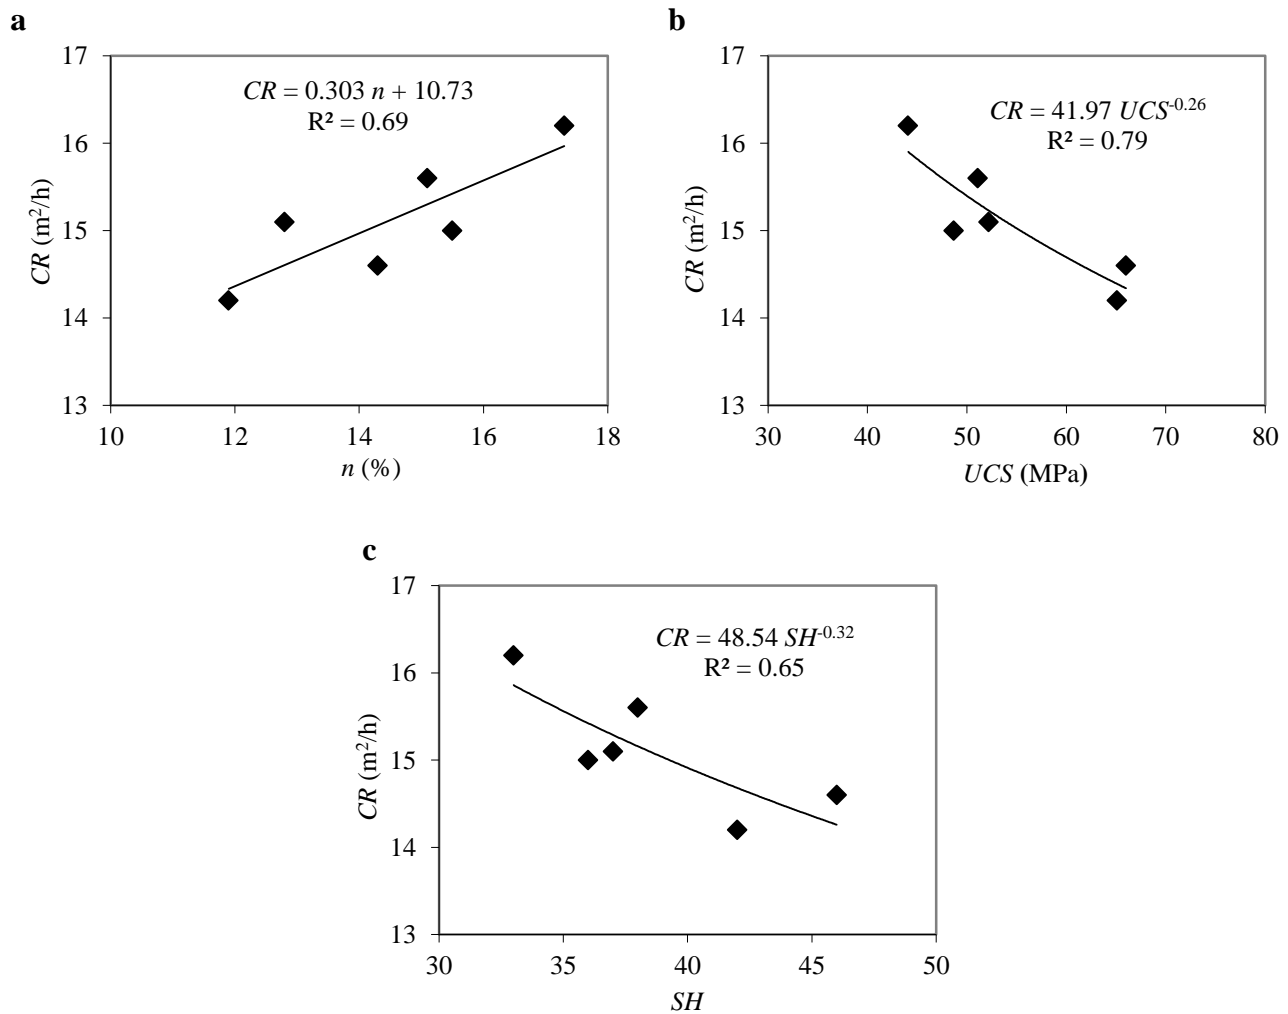 a
CR = 0.303 n + 10.73
R² = 0.69
17
16
15
14
13
CR (m²/h)
10 12 14 16 18
n (%)
b
CR = 41.97 UCS^-0.26
R² = 0.79
17
16
15
14
13
CR (m²/h)
30 40 50 60 70 80
UCS (MPa)
c
CR = 48.54 SH^-0.32
R² = 0.65
17
16
15
14
13
CR (m²/h)
30 35 40 45 50
SH